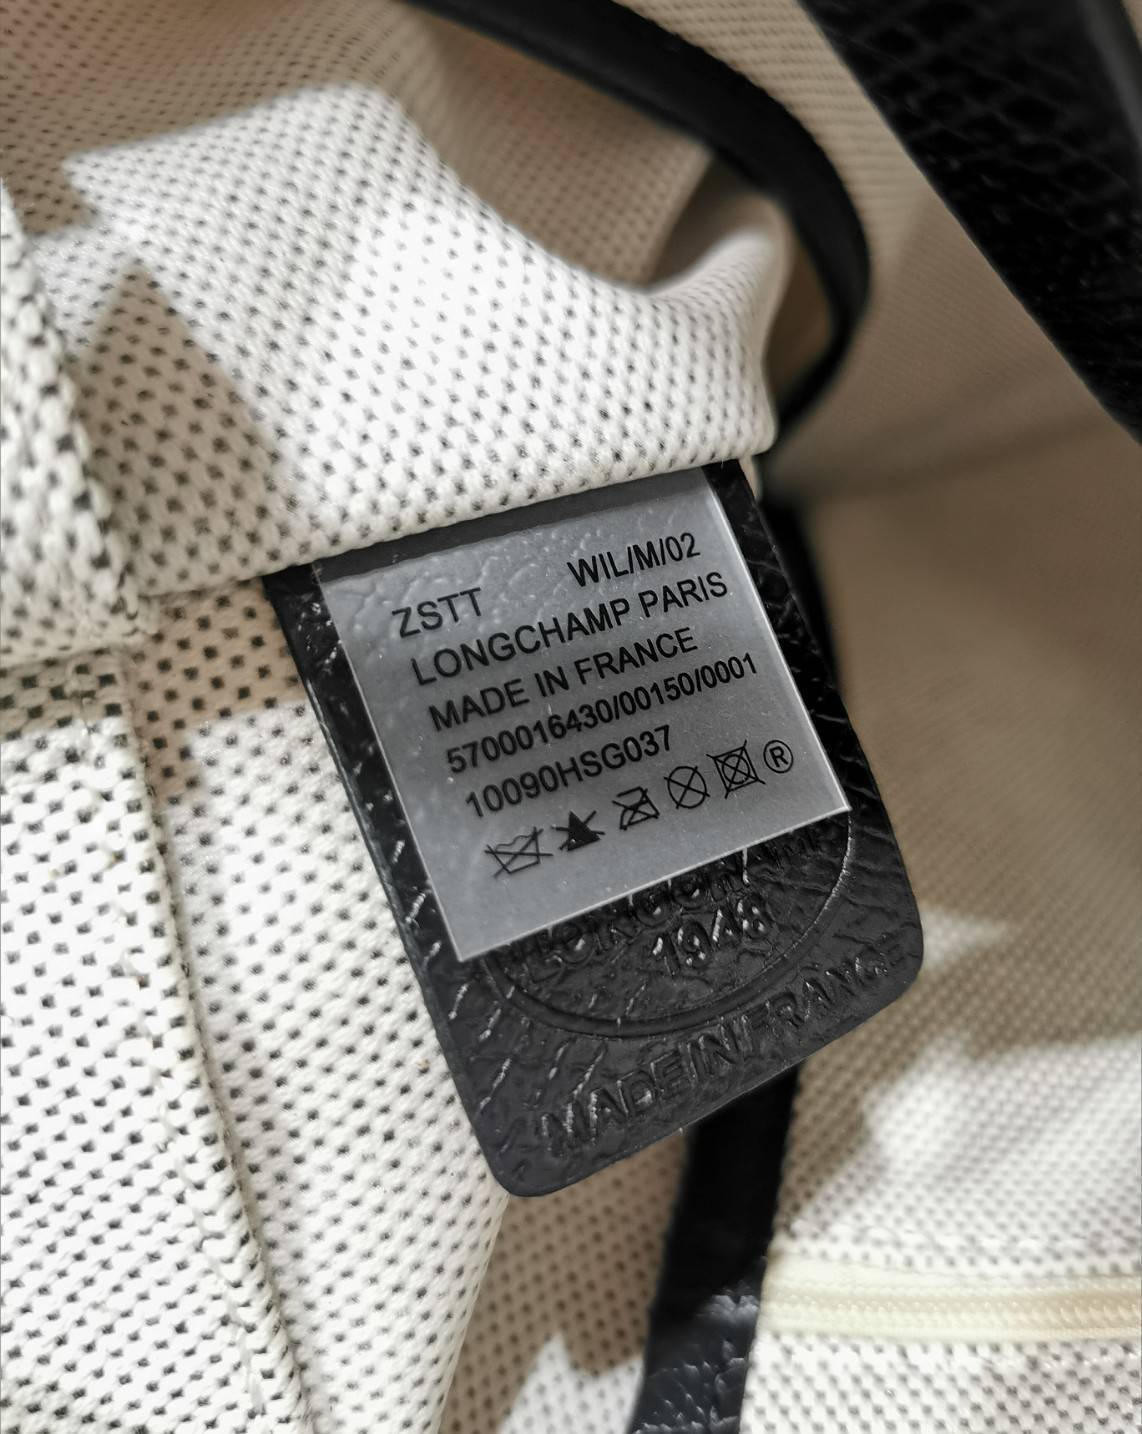 ZSTT WIL/M/02
LONGCHAMP PARIS
MADE IN FRANCE
5700016430/00150/0001
10090HSG037
®
1948
MADE IN FRANCE